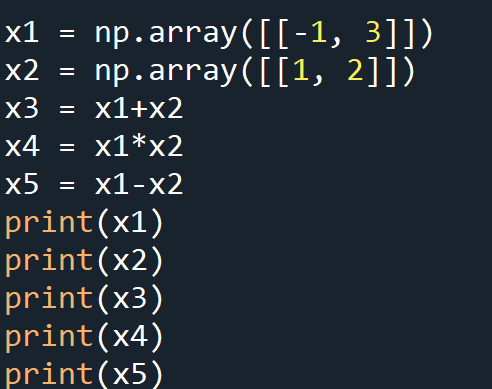 x1 = np.array([[-1, 3]])
x2 = np.array([[1, 2]])
x3 = x1+x2
x4 = x1*x2
x5 = x1-x2
print(x1)
print(x2)
print(x3)
print(x4)
print(x5)